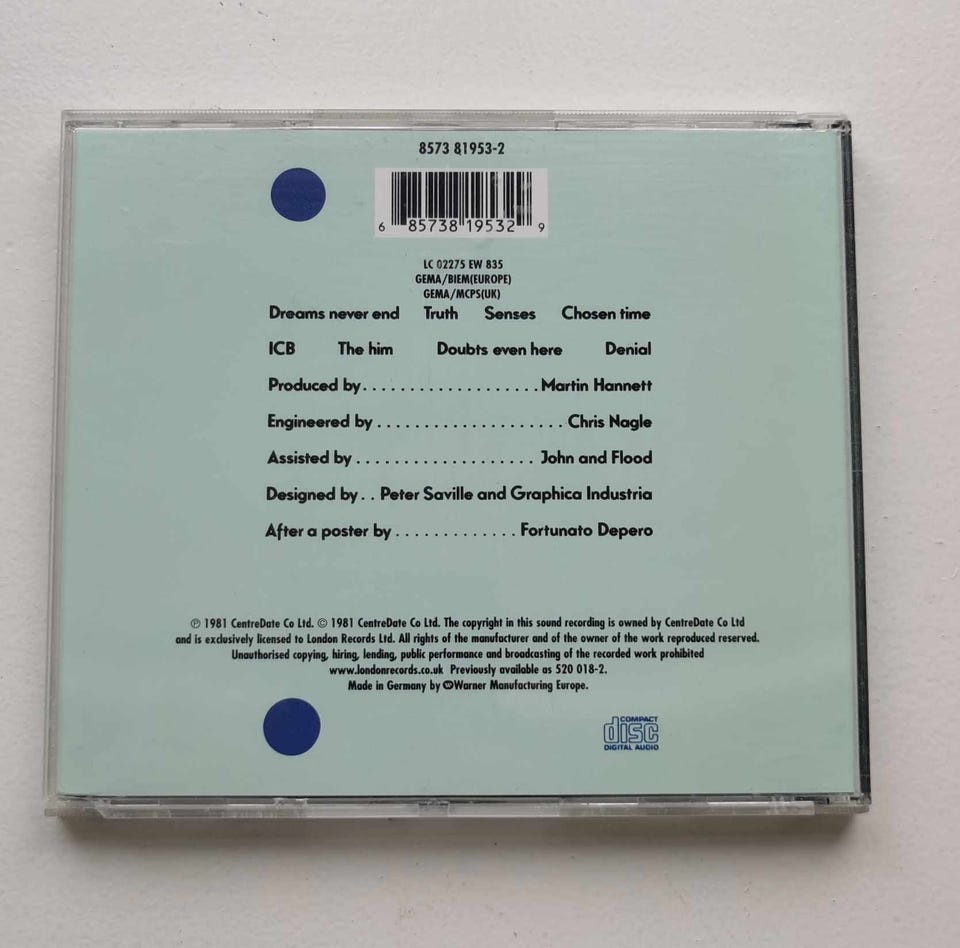 8573 81953-2
6 85738 19532 9
LC 02275 EW 835
GEMA/BIEM(EUROPE)
GEMA/MCPS(UK)
Dreams never end Truth Senses Chosen time
ICB The him Doubts even here Denial
Produced by. . . . . . . . . . . . . . . . . . . Martin Hannett
Engineered by . . . . . . . . . . . . . . . . . . . . Chris Nagle
Assisted by . . . . . . . . . . . . . . . . . . . John and Flood
Designed by . . Peter Saville and Graphica Industria
After a poster by . . . . . . . . . . . . . Fortunato Depero
℗ 1981 CentreDate Co Ltd. © 1981 CentreDate Co Ltd. The copyright in this sound recording is owned by CentreDate Co Ltd
and is exclusively licensed to London Records Ltd. All rights of the manufacturer and of the owner of the work reproduced reserved.
Unauthorised copying, hiring, lending, public performance and broadcasting of the recorded work prohibited
www.londonrecords.co.uk Previously available as 520 018-2.
Made in Germany by Warner Manufacturing Europe.
COMPACT
disc
DIGITAL AUDIO